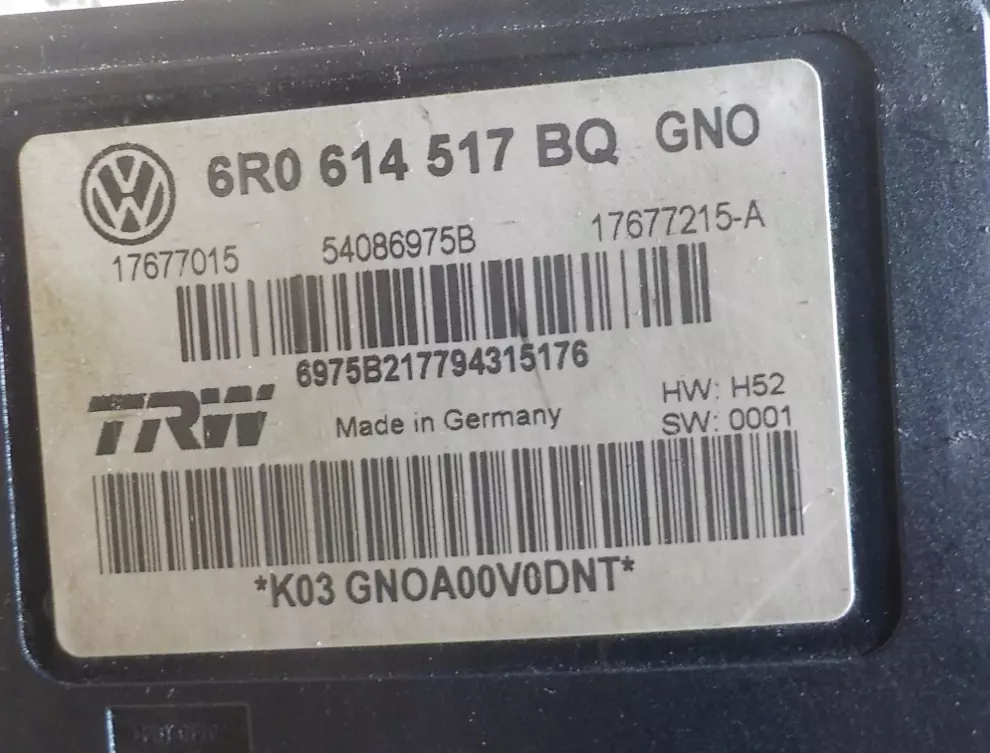 6R0 614 517 BQ GNO
17677015 54086975B 17677215-A
6975B217794315176
TRW Made in Germany HW: H52
SW: 0001
*K03 GNOA00V0DNT*